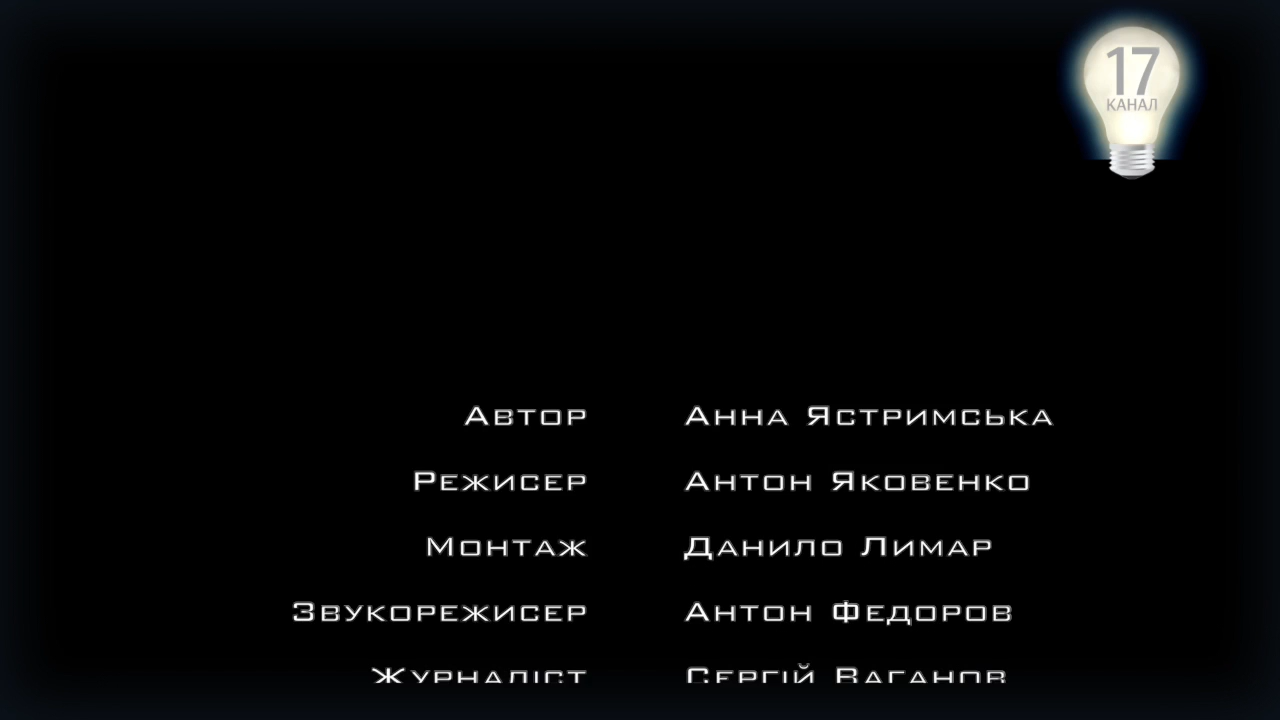 17
КАНАЛ
Автор Анна Ястримська
Режисер Антон Яковенко
Монтаж Данило Лимар
Звукорежисер Антон Федоров
Журналіст Сергій Ваганов